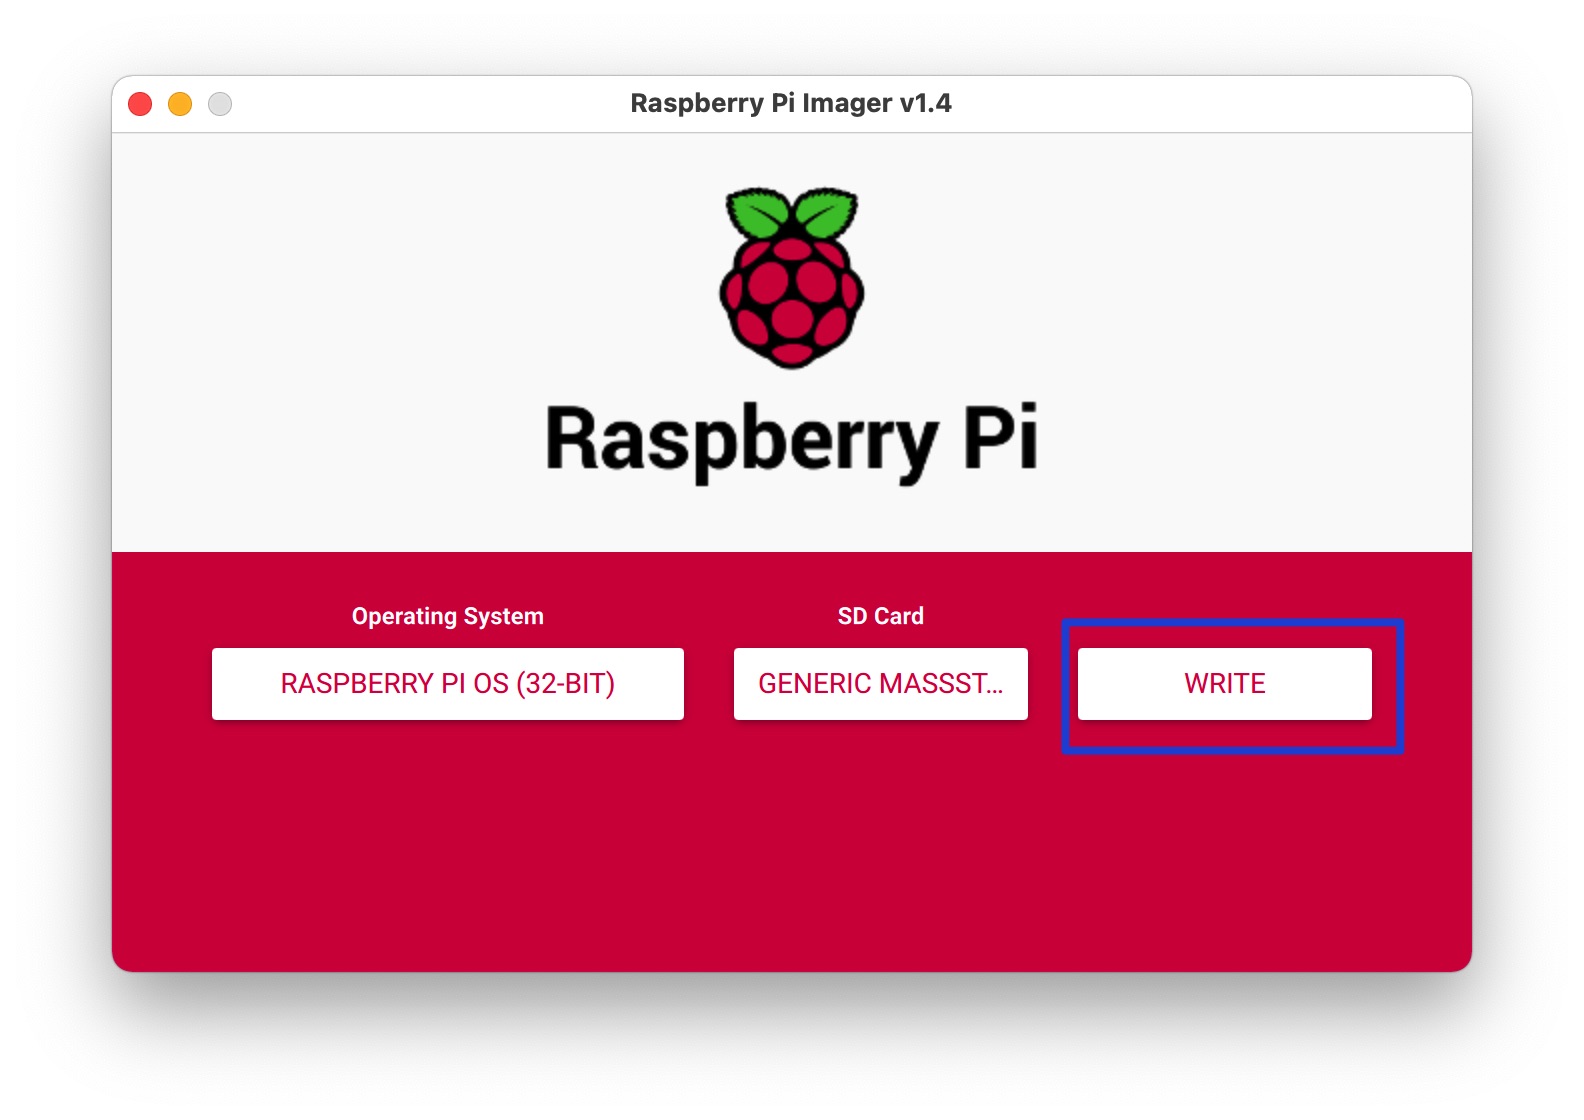 Raspberry Pi Imager v1.4
Raspberry Pi
Operating System
SD Card
RASPBERRY PI OS (32-BIT)
GENERIC MASSST...
WRITE